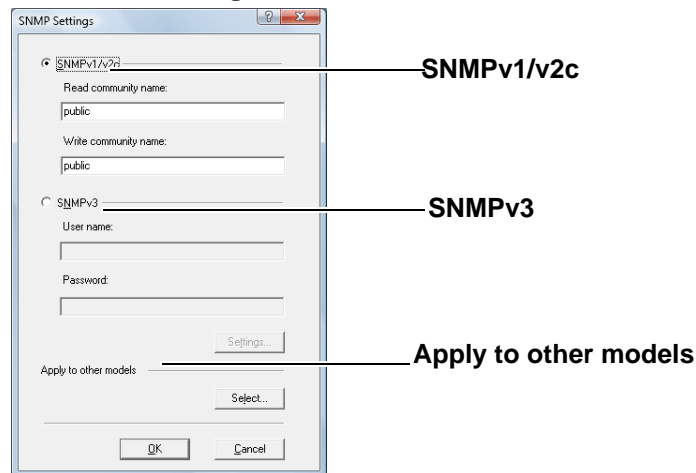 SNMP Settings
SNMPv1/v2c
SNMPv1/v2c
Read community name:
public
Write community name:
public
SNMPv3
SNMPv3
User name:
Password:
Settings...
Apply to other models
Apply to other models
Select...
OK
Cancel